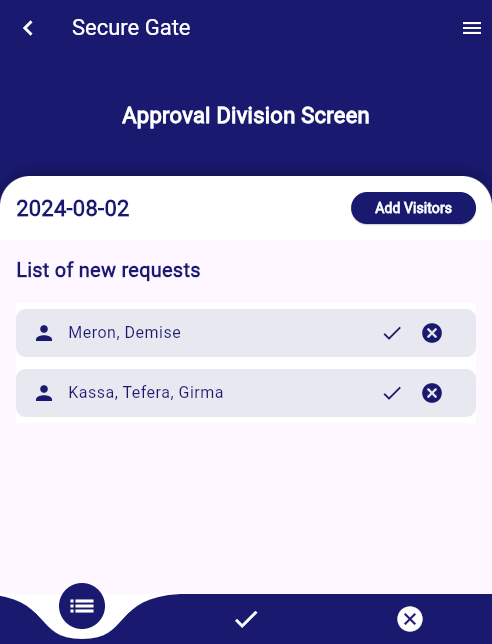 Secure Gate
Approval Division Screen
2024-08-02
Add Visitors
List of new requests
Meron, Demise
Kassa, Tefera, Girma